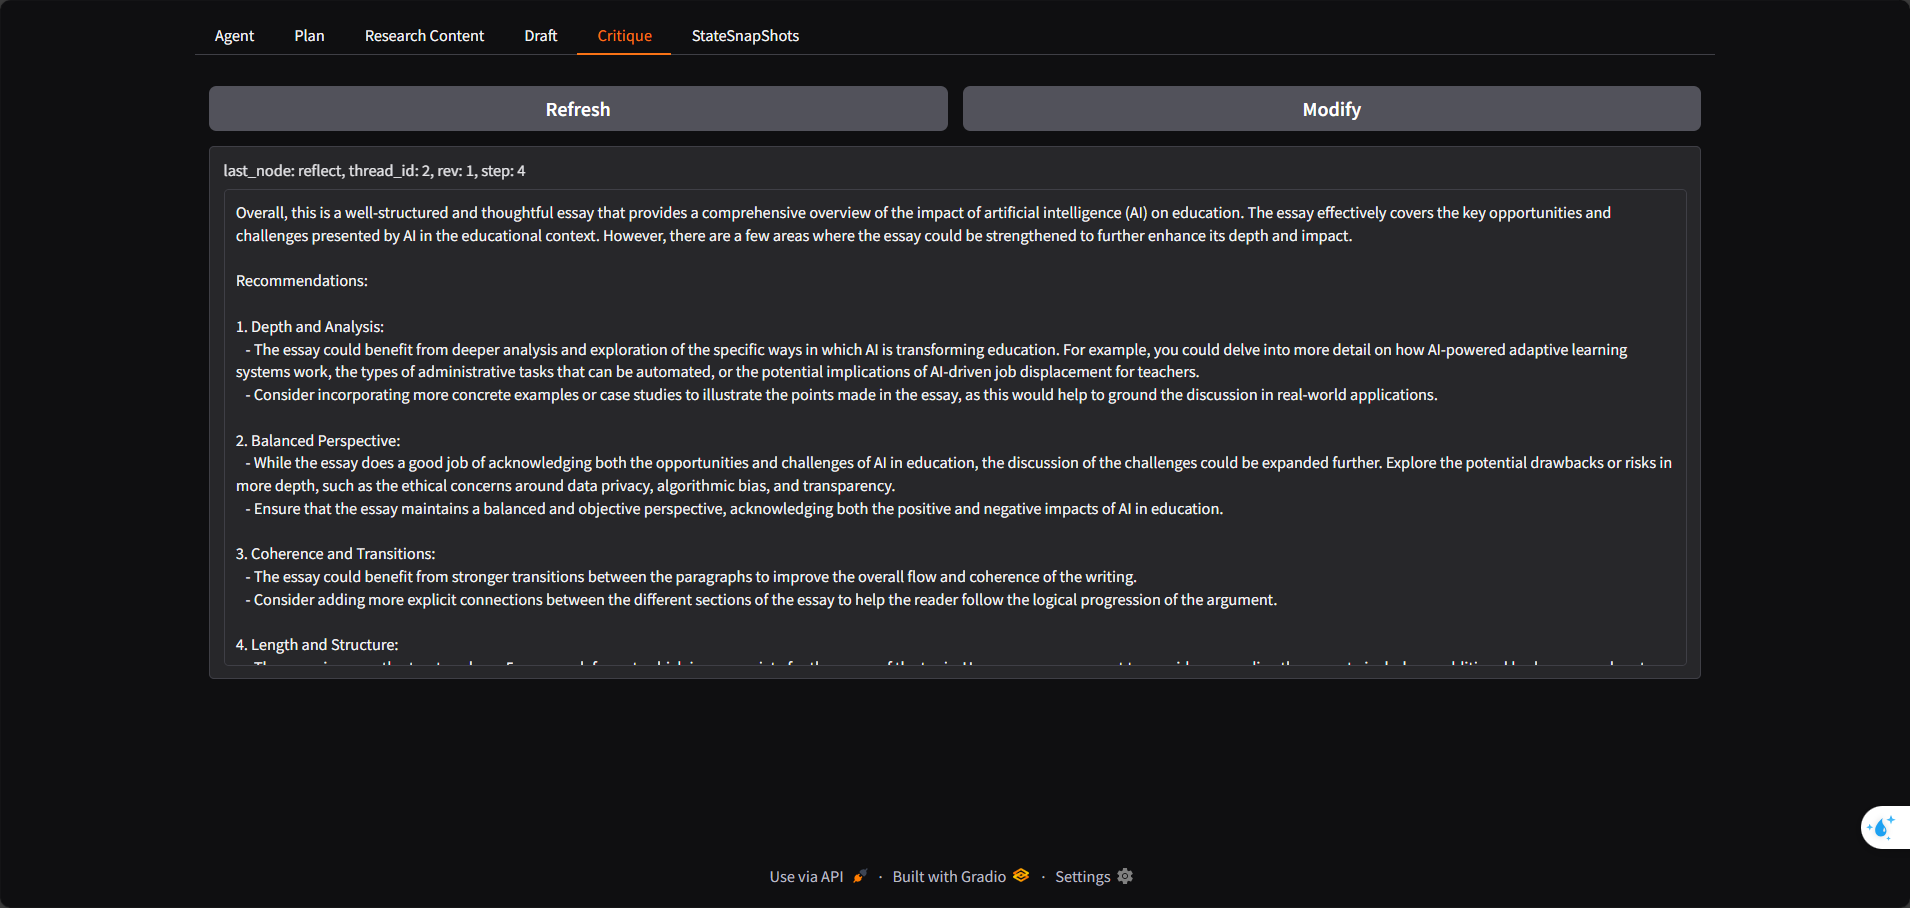 Agent Plan Research Content Draft Critique StateSnapShots
Refresh Modify
last_node: reflect, thread_id: 2, rev: 1, step: 4
Overall, this is a well-structured and thoughtful essay that provides a comprehensive overview of the impact of artificial intelligence (AI) on education. The essay effectively covers the key opportunities and
challenges presented by AI in the educational context. However, there are a few areas where the essay could be strengthened to further enhance its depth and impact.
Recommendations:
1. Depth and Analysis:
- The essay could benefit from deeper analysis and exploration of the specific ways in which AI is transforming education. For example, you could delve into more detail on how AI-powered adaptive learning
systems work, the types of administrative tasks that can be automated, or the potential implications of AI-driven job displacement for teachers.
- Consider incorporating more concrete examples or case studies to illustrate the points made in the essay, as this would help to ground the discussion in real-world applications.
2. Balanced Perspective:
- While the essay does a good job of acknowledging both the opportunities and challenges of AI in education, the discussion of the challenges could be expanded further. Explore the potential drawbacks or risks in
more depth, such as the ethical concerns around data privacy, algorithmic bias, and transparency.
- Ensure that the essay maintains a balanced and objective perspective, acknowledging both the positive and negative impacts of AI in education.
3. Coherence and Transitions:
- The essay could benefit from stronger transitions between the paragraphs to improve the overall flow and coherence of the writing.
- Consider adding more explicit connections between the different sections of the essay to help the reader follow the logical progression of the argument.
4. Length and Structure:
Use via API · Built with Gradio · Settings